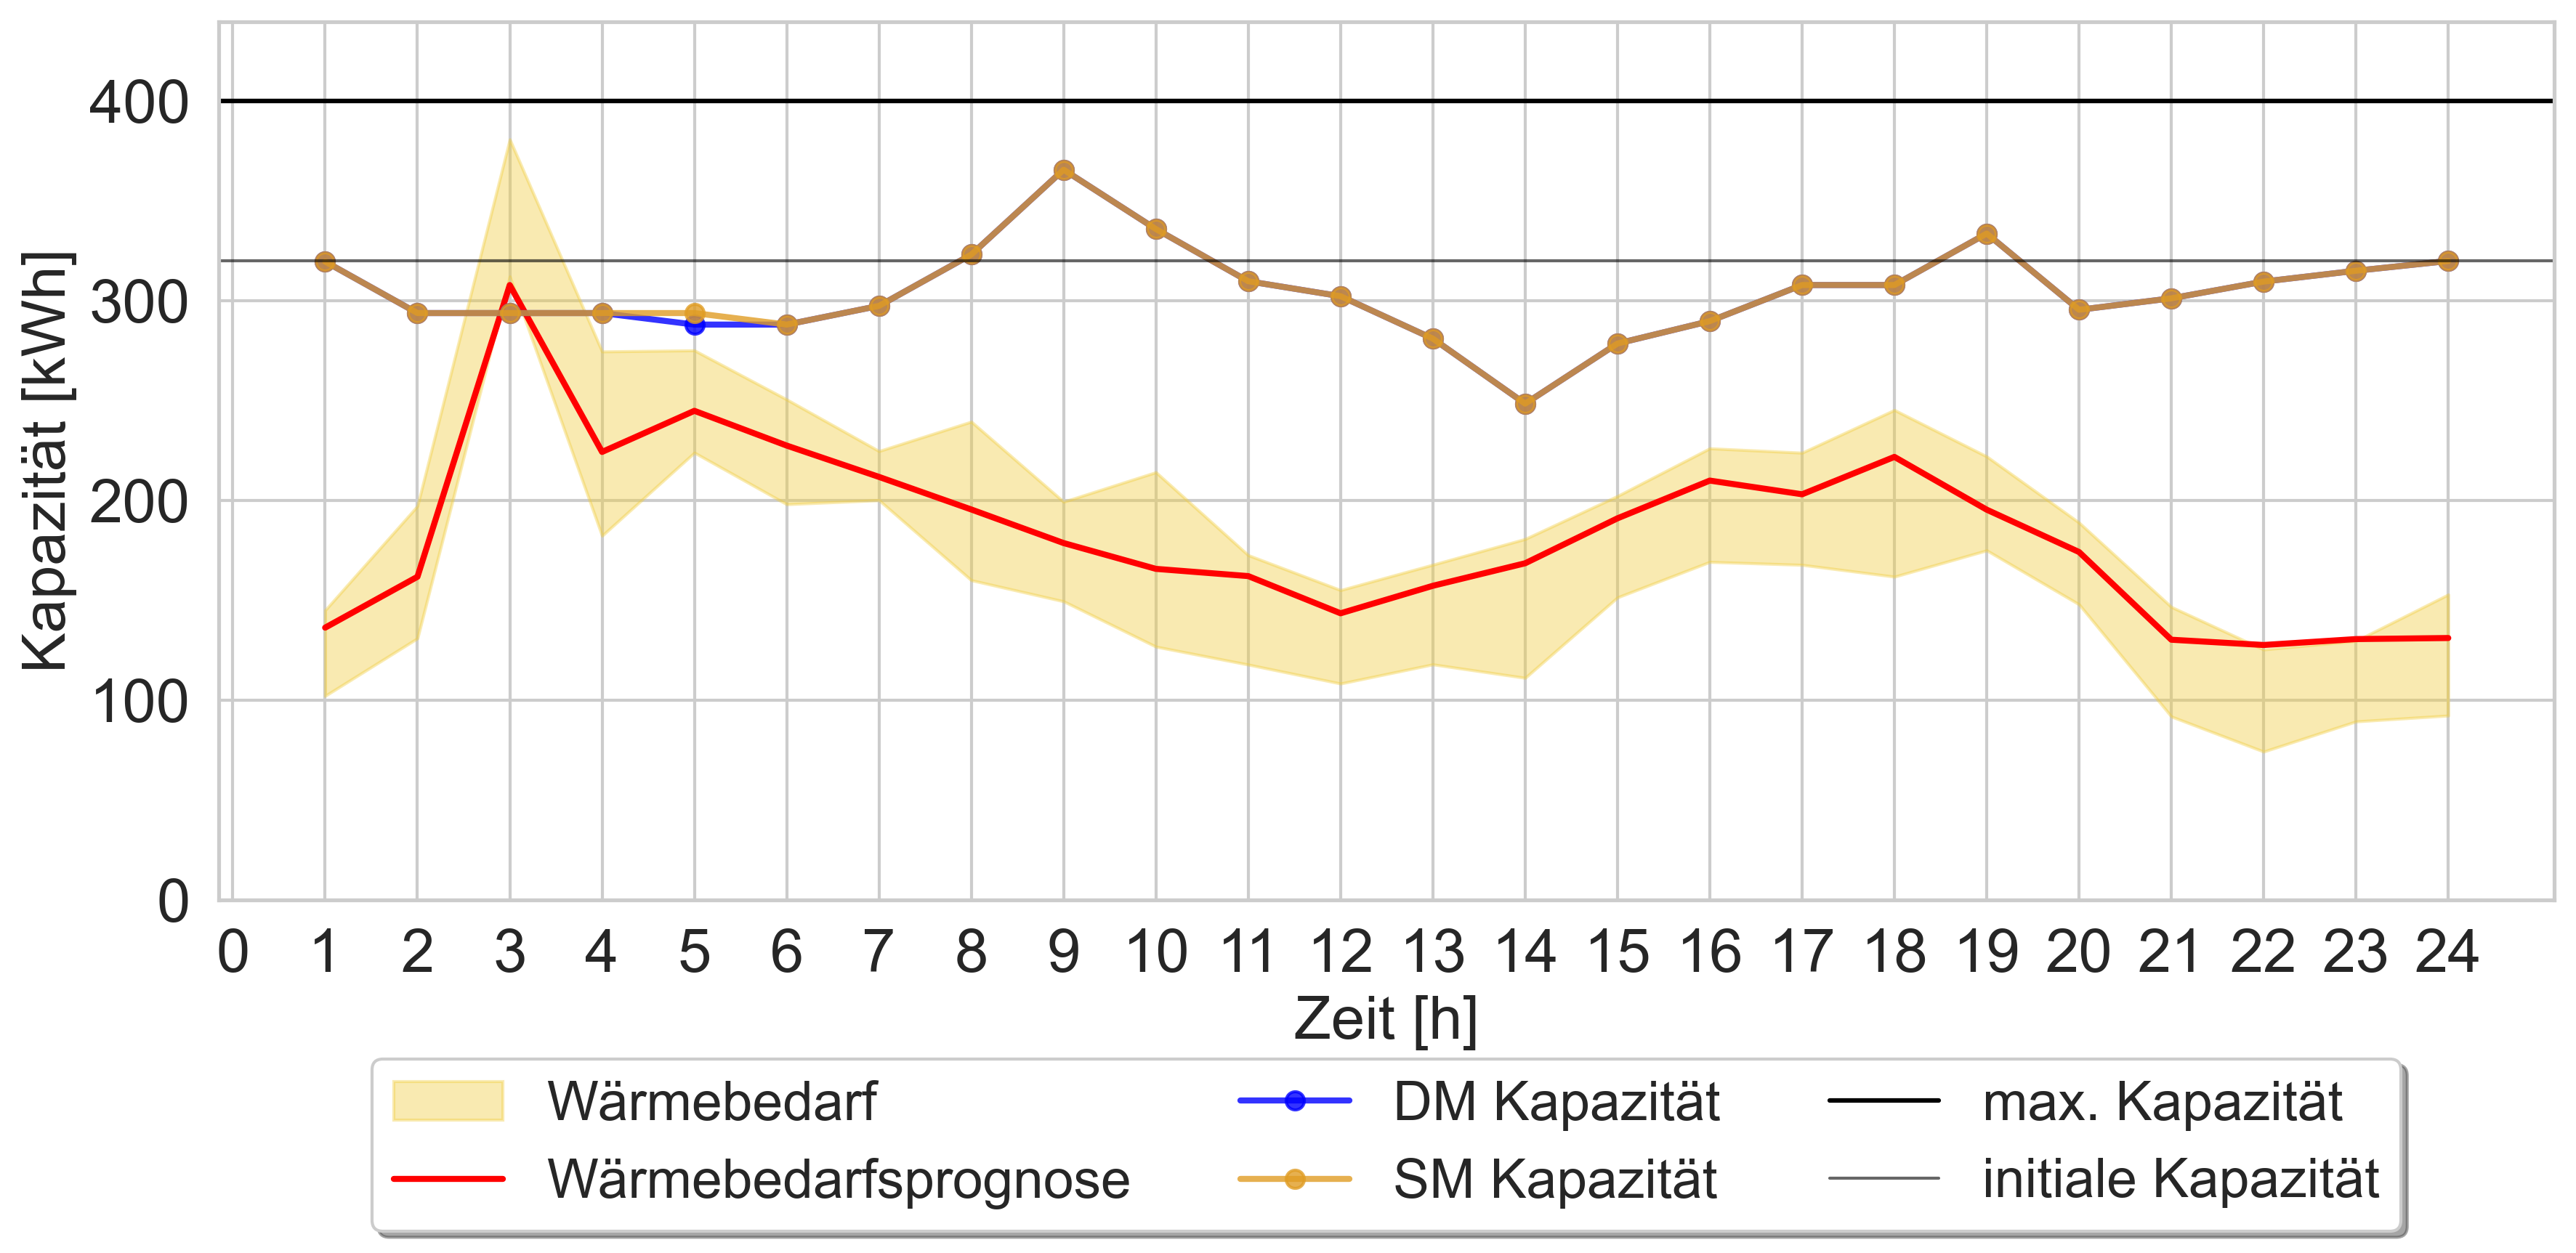 Kapazität [kWh]
400
300
200
100
0
0 1 2 3 4 5 6 7 8 9 10 11 12 13 14 15 16 17 18 19 20 21 22 23 24
Zeit [h]
Wärmebedarf DM Kapazität max. Kapazität
Wärmebedarfsprognose SM Kapazität initiale Kapazität